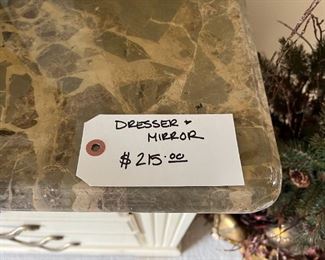 DRESSER +
MIRROR
$215.00